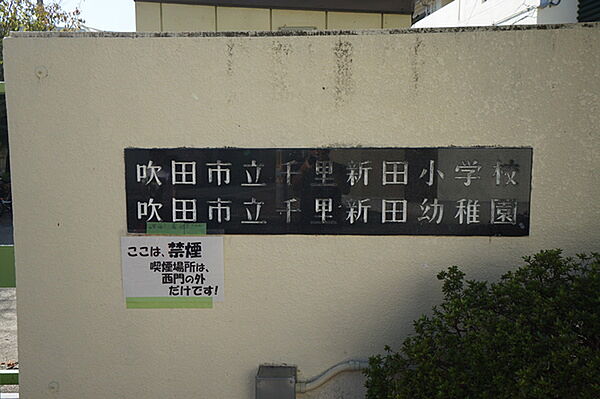 吹田市立千里新田小学校
吹田市立千里新田幼稚園
ここは、禁煙
喫煙場所は、
西門の外
だけです!